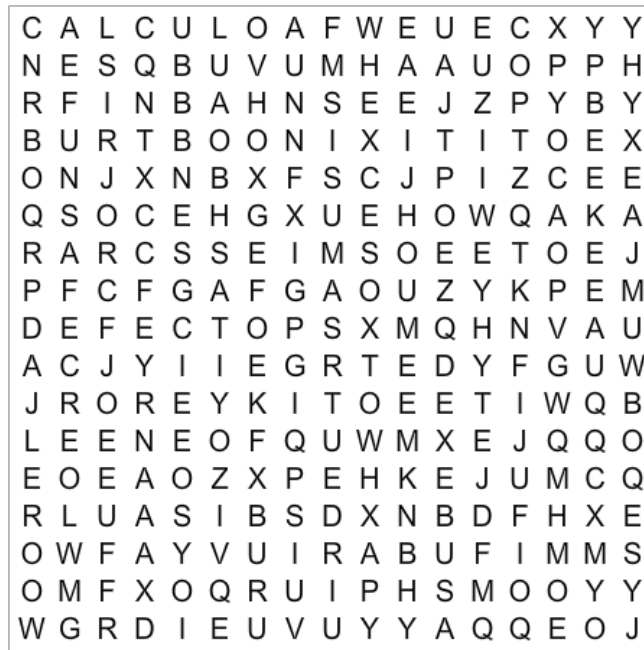 C A L C U L O A F W E U E C X Y Y
N E S Q B U V U M H A A U O P P H
R F I N B A H N S E E J Z P Y B Y
B U R T B O O N I X I T I T O E X
O N J X N B X F S C J P I Z C E E
Q S O C E H G X U E H O W Q A K A
R A R C S S E I M S O E E T O E J
P F C F G A F G A O U Z Y K P E M
D E F E C T O P S X M Q H N V A U
A C J Y I I E G R T E D Y F G U W
J R O R E Y K I T O E E T I W Q B
L E E N E O F Q U W M X E J Q Q O
E O E A O Z X P E H K E J U M C Q
R L U A S I B S D X N B D F H X E
O W F A Y V U I R A B U F I M M S
O M F X O Q R U I P H S M O O Y Y
W G R D I E U V U Y Y A Q Q E O J